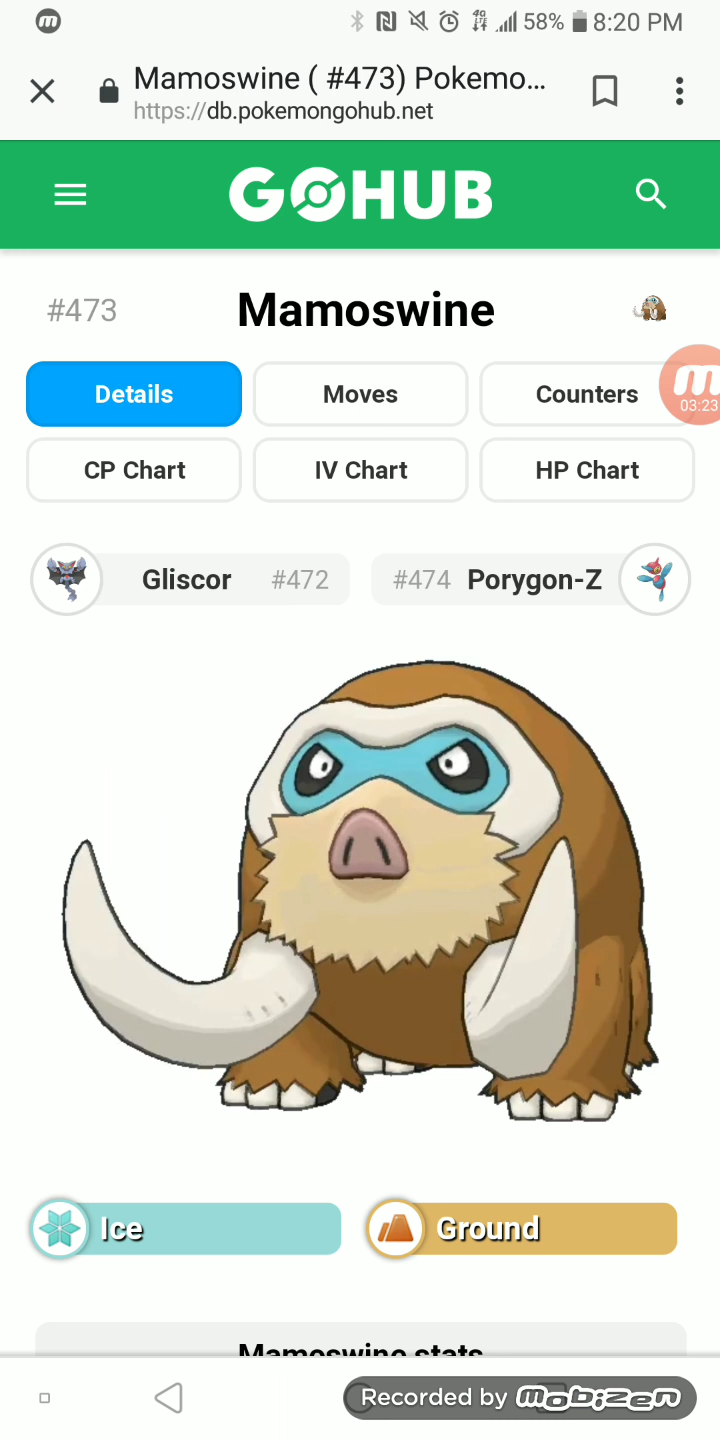 58% 8:20 PM
Mamoswine ( #473) Pokemo...
https://db.pokemongohub.net
GOHUB
#473 Mamoswine
Details Moves Counters
03:23
CP Chart IV Chart HP Chart
Gliscor #472 #474 Porygon-Z
Ice Ground
Mamoswine stats
Recorded by mobizen